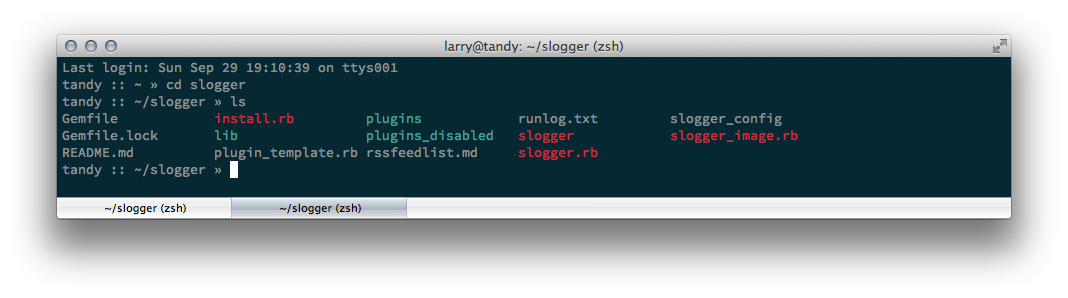 larry@tandy: ~/slogger (zsh)
Last login: Sun Sep 29 19:10:39 on ttys001
tandy :: ~ » cd slogger
tandy :: ~/slogger » ls
Gemfile install.rb plugins runlog.txt slogger_config
Gemfile.lock lib plugins_disabled slogger slogger_image.rb
README.md plugin_template.rb rssfeedlist.md slogger.rb
tandy :: ~/slogger »
~/slogger (zsh) ~/slogger (zsh)